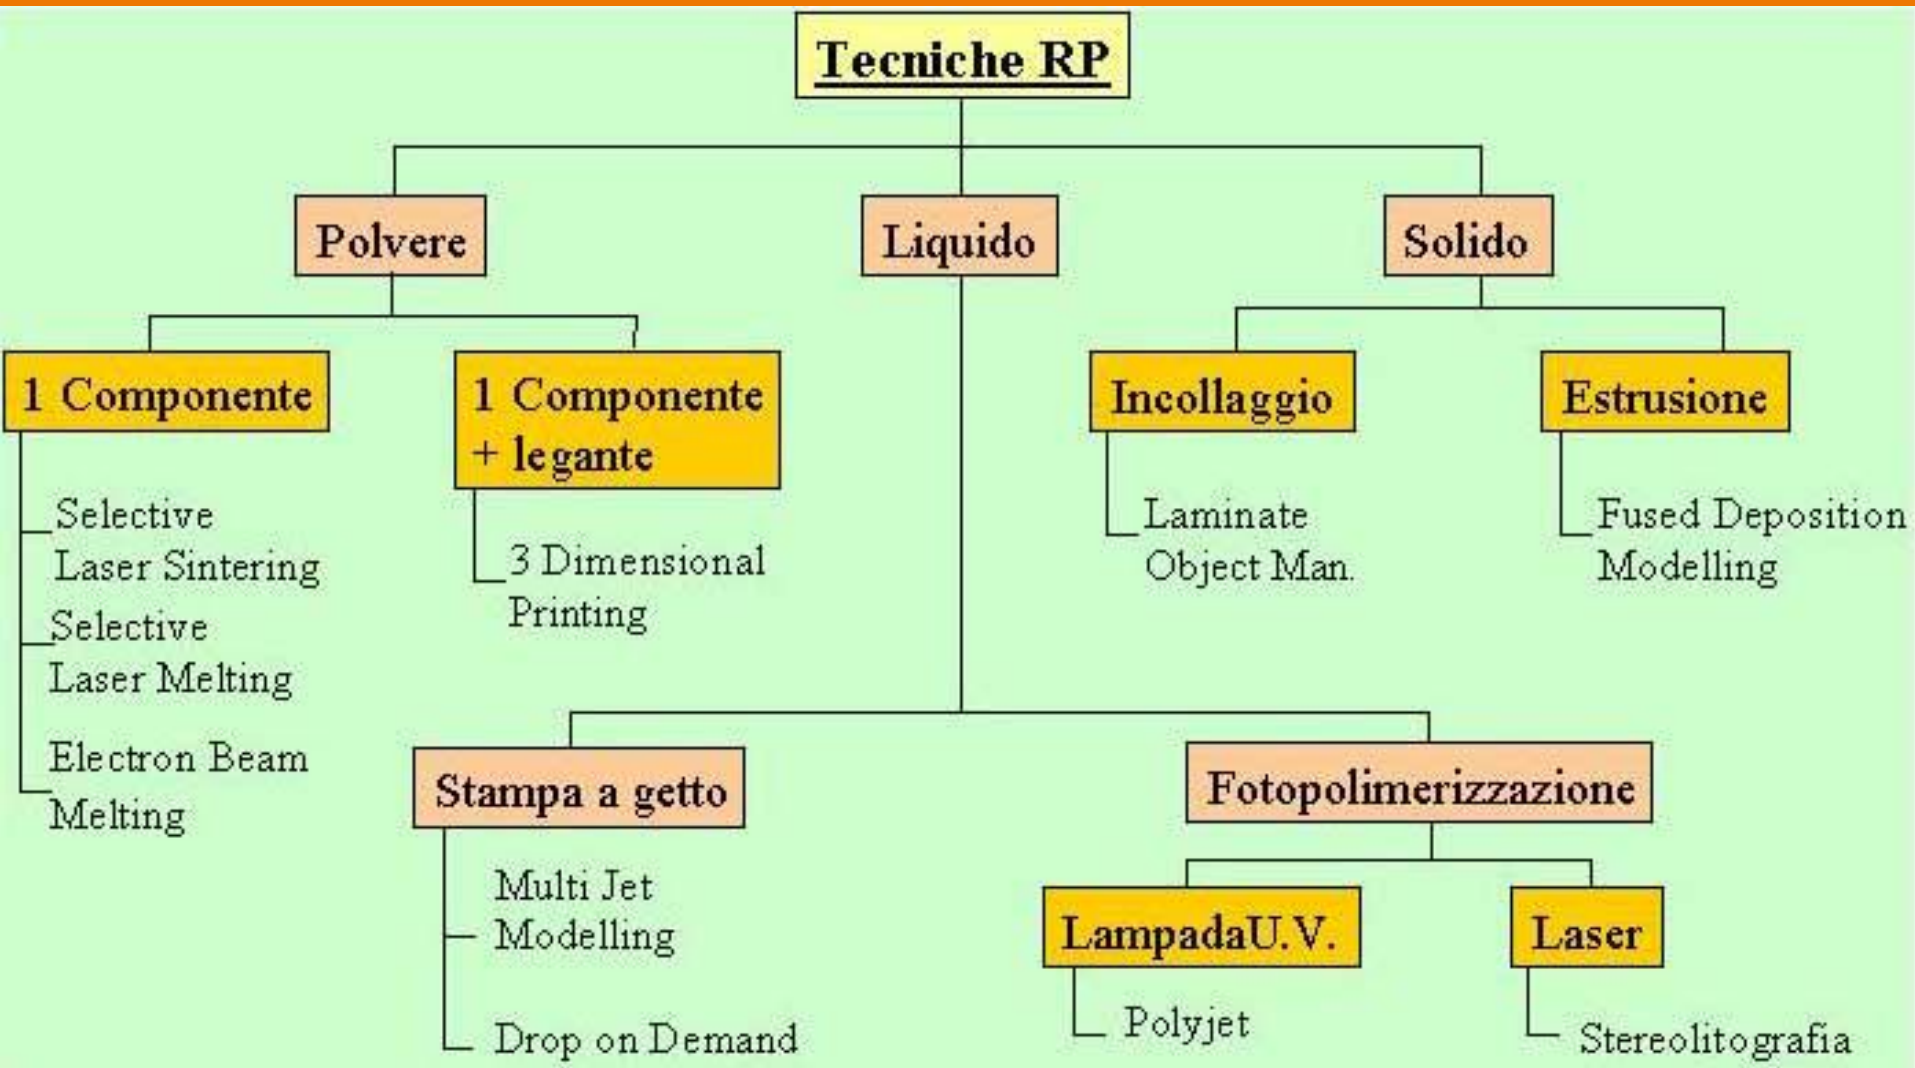 Tecniche RP
Polvere
Liquido
Solido
1 Componente
1 Componente
+ legante
Incollaggio
Estrusione
Selective
Laser Sintering
Selective
Laser Melting
Electron Beam
Melting
3 Dimensional
Printing
Laminate
Object Man.
Fused Deposition
Modelling
Stampa a getto
Multi Jet
Modelling
Drop on Demand
Fotopolimerizzazione
LampadaU.V.
Laser
Polyjet
Stereolitografia